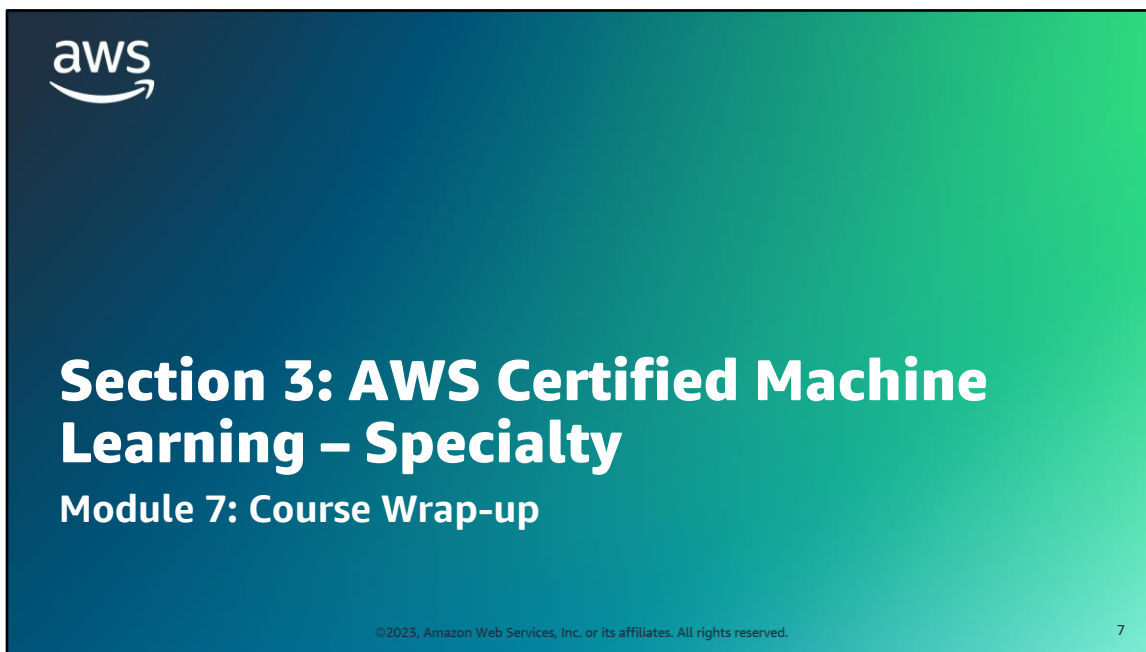 aws
Section 3: AWS Certified Machine
Learning – Specialty
Module 7: Course Wrap-up
©2023, Amazon Web Services, Inc. or its affiliates. All rights reserved.
7